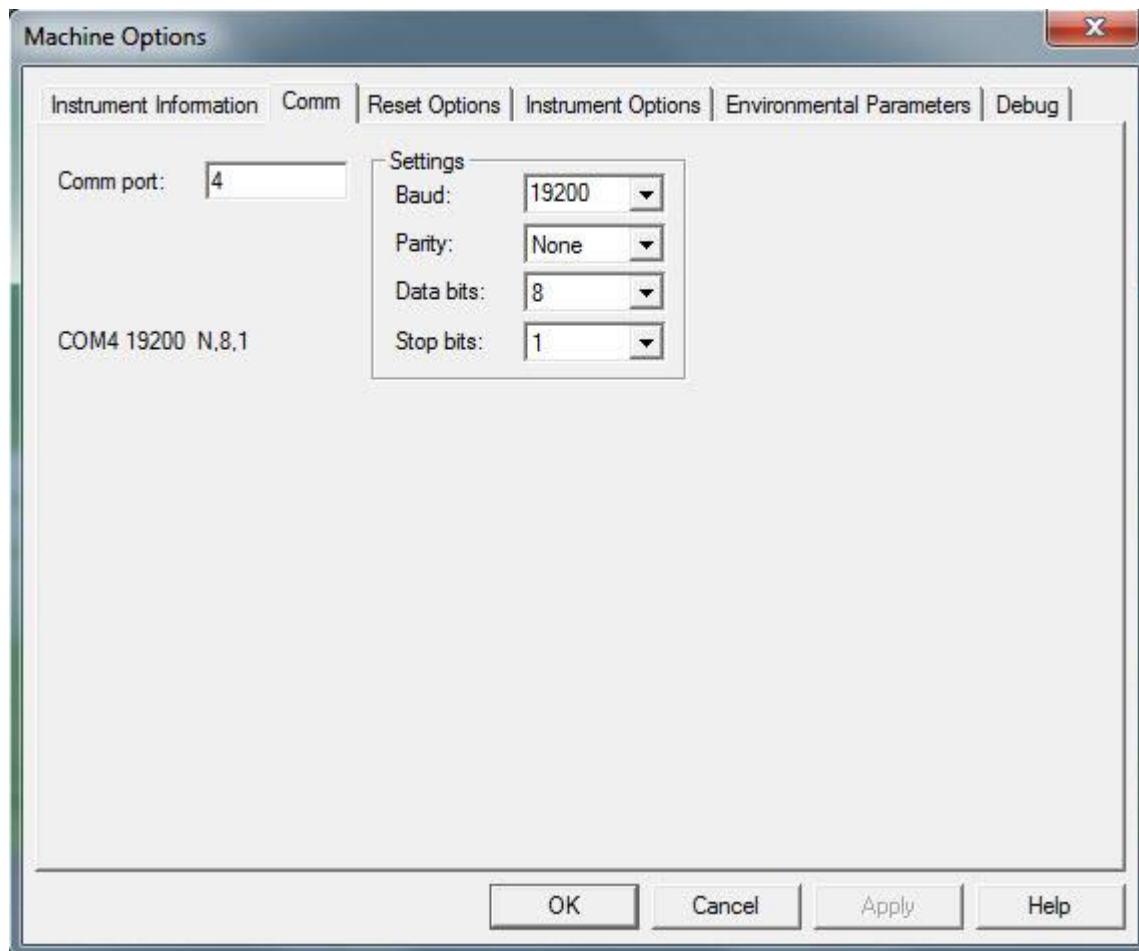 Machine Options
x
Instrument Information Comm Reset Options Instrument Options Environmental Parameters Debug
Comm port: 4
Settings
Baud: 19200
Parity: None
Data bits: 8
Stop bits: 1
COM4 19200 N,8,1
OK Cancel Apply Help